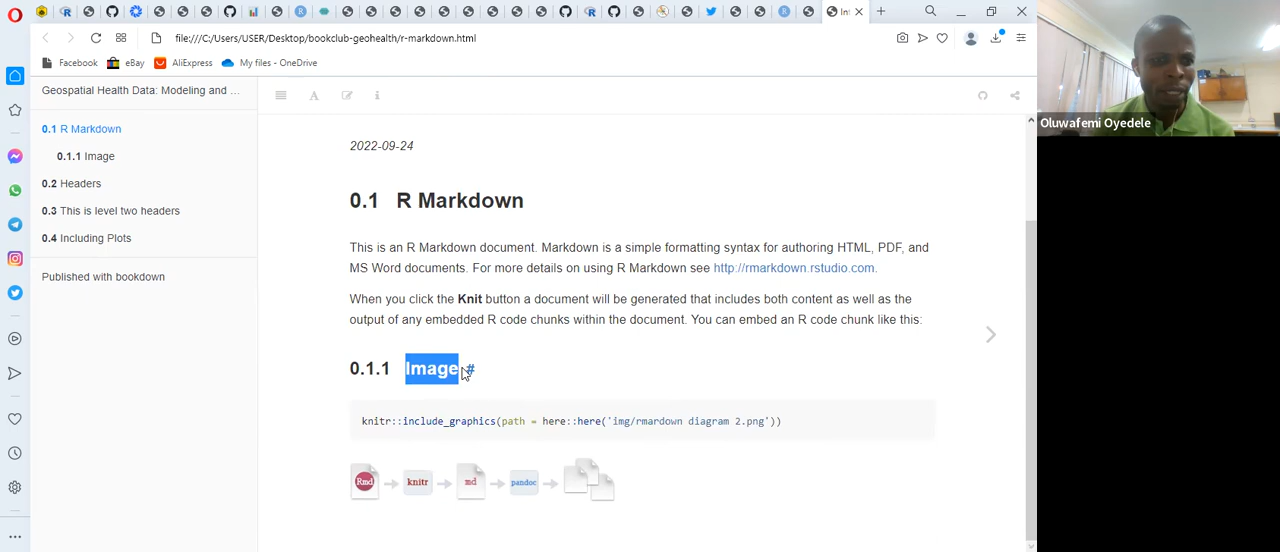 Int
file:///C:/Users/USER/Desktop/bookclub-geohealth/r-markdown.html
Facebook
eBay
AliExpress
My files - OneDrive
Oluwafemi Oyedele
Geospatial Health Data: Modeling and ...
0.1 R Markdown
0.1.1 Image
0.2 Headers
0.3 This is level two headers
0.4 Including Plots
Published with bookdown
2022-09-24
0.1 R Markdown
This is an R Markdown document. Markdown is a simple formatting syntax for authoring HTML, PDF, and
MS Word documents. For more details on using R Markdown see http://rmarkdown.rstudio.com.
When you click the Knit button a document will be generated that includes both content as well as the
output of any embedded R code chunks within the document. You can embed an R code chunk like this:
0.1.1 Image #
knitr::include_graphics(path = here::here('img/rmardown diagram 2.png'))
Rmd knitr md pandoc